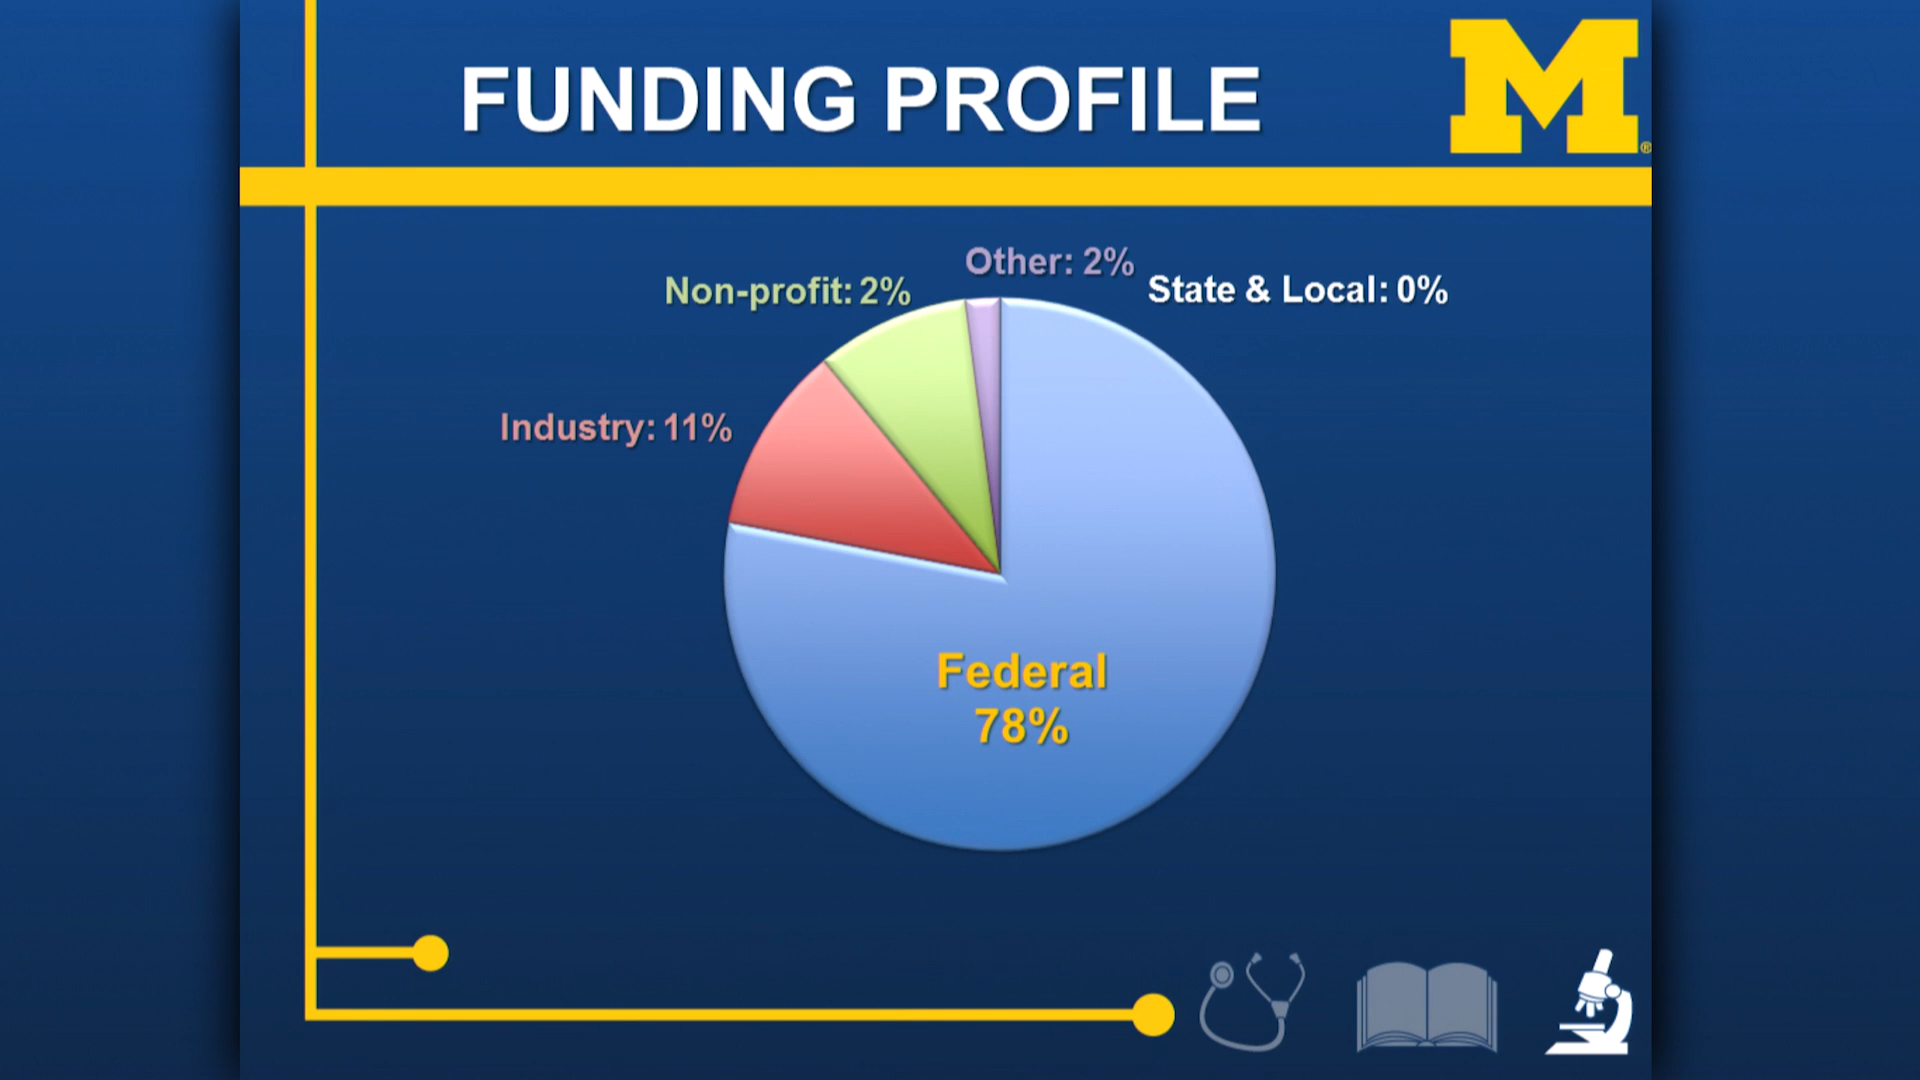 FUNDING PROFILE
M
®
Other: 2%
Non-profit: 2%
State & Local: 0%
Industry: 11%
Federal
78%